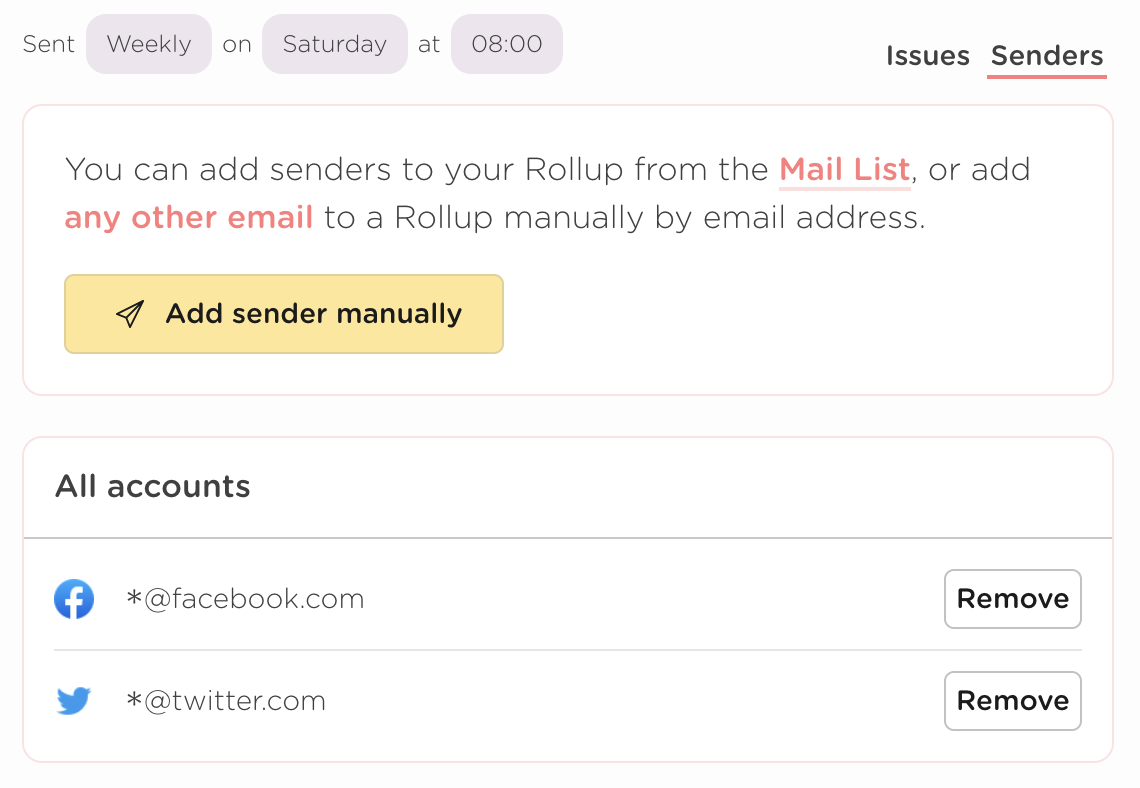 Sent Weekly on Saturday at 08:00
Issues Senders
You can add senders to your Rollup from the Mail List, or add
any other email to a Rollup manually by email address.
Add sender manually
All accounts
*@facebook.com Remove
*@twitter.com Remove